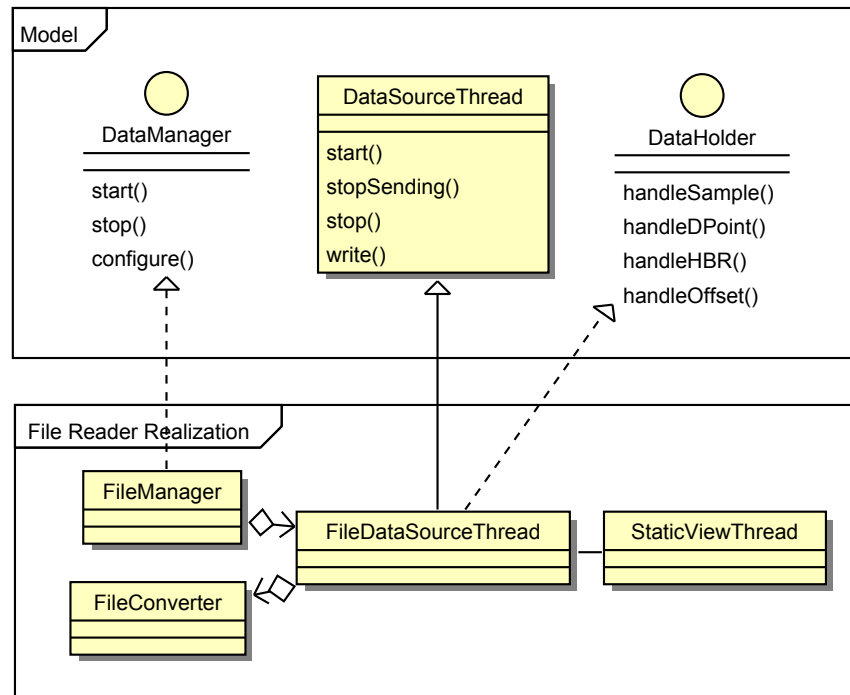 Model
DataManager
start()
stop()
configure()
DataSourceThread
start()
stopSending()
stop()
write()
DataHolder
handleSample()
handleDPoint()
handleHBR()
handleOffset()
File Reader Realization
FileManager
FileDataSourceThread
StaticViewThread
FileConverter